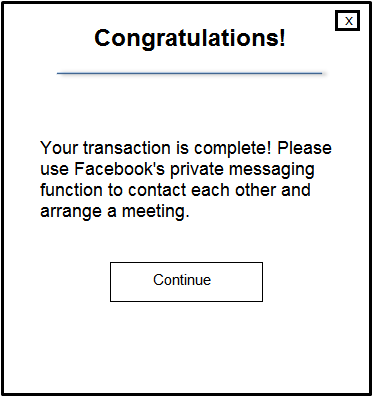 X
Congratulations!
Your transaction is complete! Please
use Facebook's private messaging
function to contact each other and
arrange a meeting.
Continue